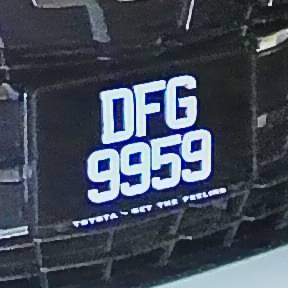 DFG
9959
TOYOTA ~ GET THE FEELING